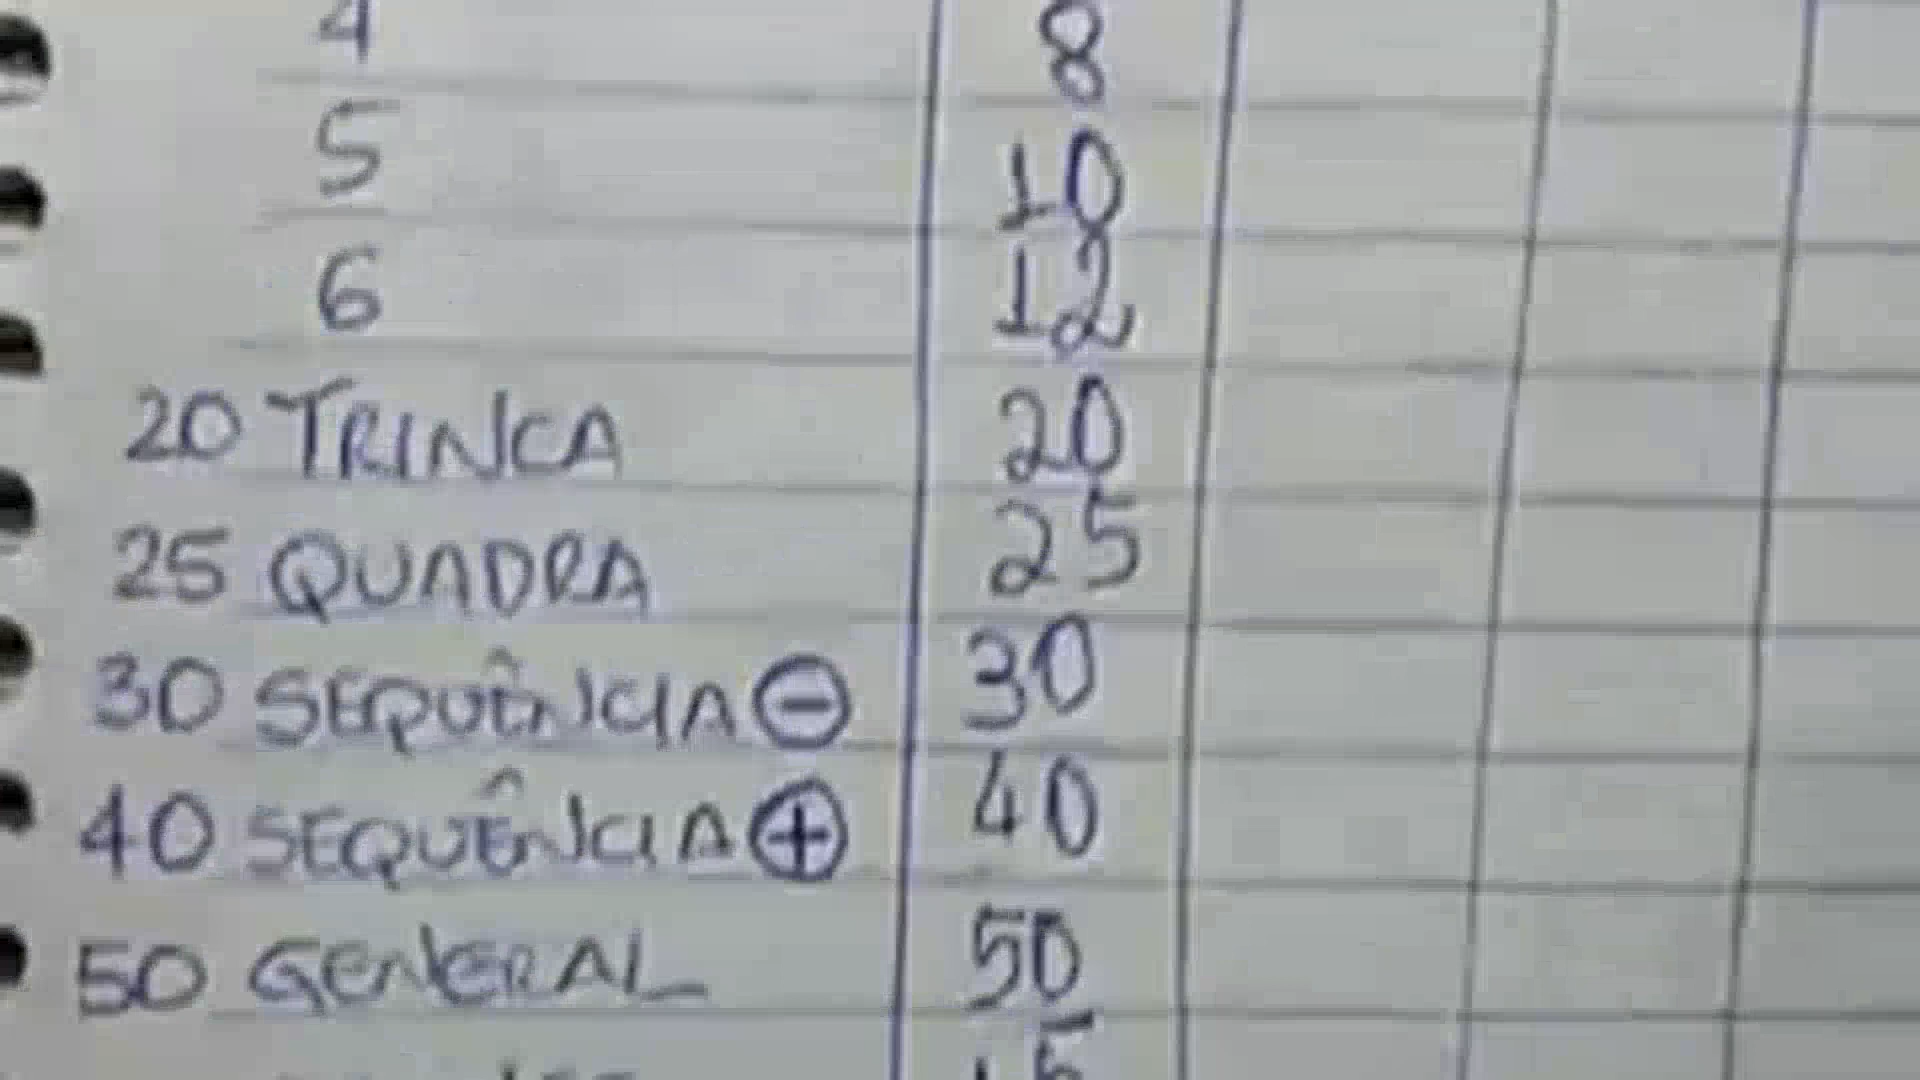 4 8
5 10
6 12
20 TRINCA 20
25 QUADRA 25
30 SEQUÊNCIA ⊖ 30
40 SEQUÊNCIA ⊕ 40
50 GENERAL 50